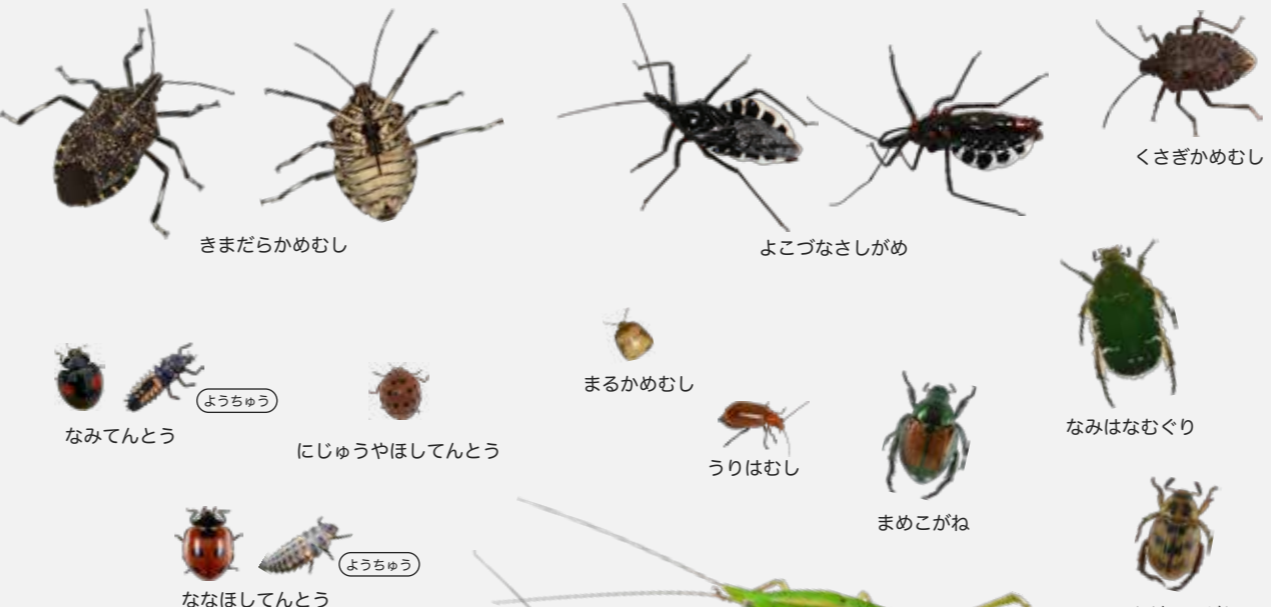 きまだらかめむし
よこづなさしがめ
くさぎかめむし
まるかめむし
ようちゅう
なみてんとう
にじゅうやほしてんとう
うりはむし
なみはなむぐり
まめこがね
ようちゅう
ななほしてんとう